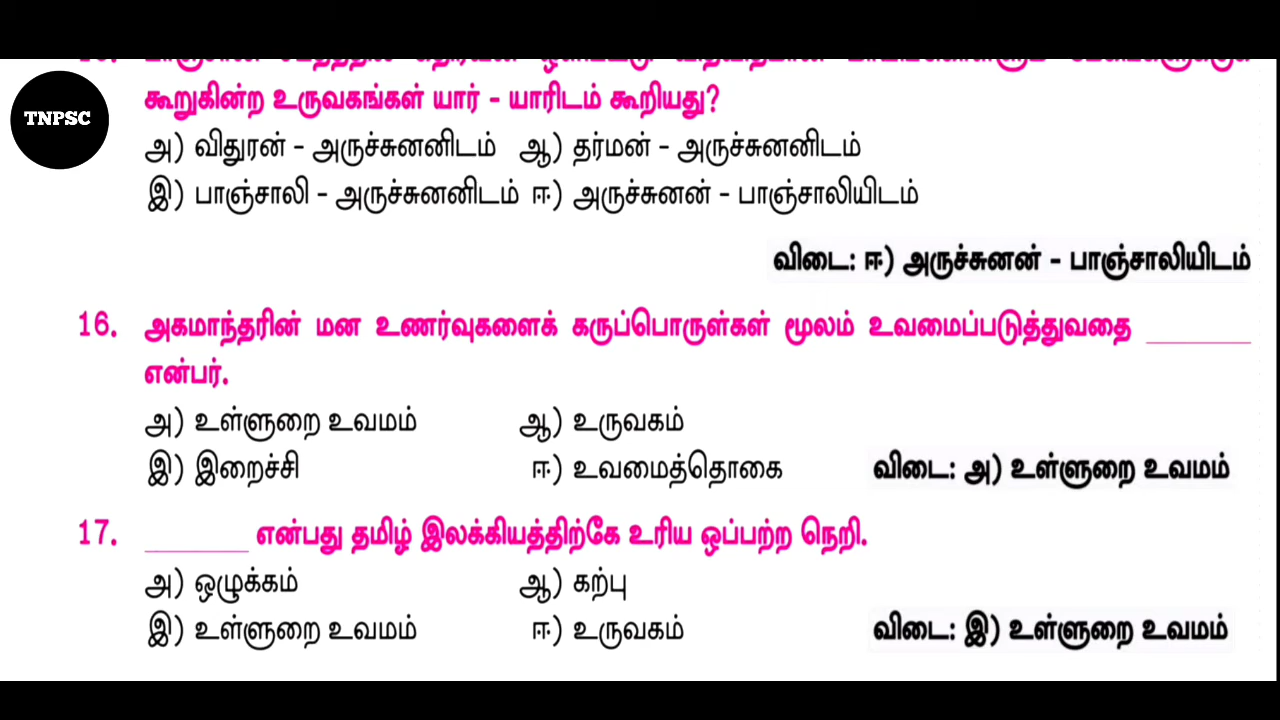 TNPSC
கூறுகின்ற உருவகங்கள் யார் - யாரிடம் கூறியது?
அ) விதுரன் - அருச்சுனனிடம் ஆ) தர்மன் - அருச்சுனனிடம்
இ) பாஞ்சாலி - அருச்சுனனிடம் ஈ) அருச்சுனன் - பாஞ்சாலியிடம்
விடை: ஈ) அருச்சுனன் - பாஞ்சாலியிடம்
16. அகமாந்தரின் மன உணர்வுகளைக் கருப்பொருள்கள் மூலம் உவமைப்படுத்துவதை ________
என்பர்.
அ) உள்ளுறை உவமம் ஆ) உருவகம்
இ) இறைச்சி ஈ) உவமைத்தொகை விடை: அ) உள்ளுறை உவமம்
17. ________ என்பது தமிழ் இலக்கியத்திற்கே உரிய ஒப்பற்ற நெறி.
அ) ஒழுக்கம் ஆ) கற்பு
இ) உள்ளுறை உவமம் ஈ) உருவகம் விடை: இ) உள்ளுறை உவமம்